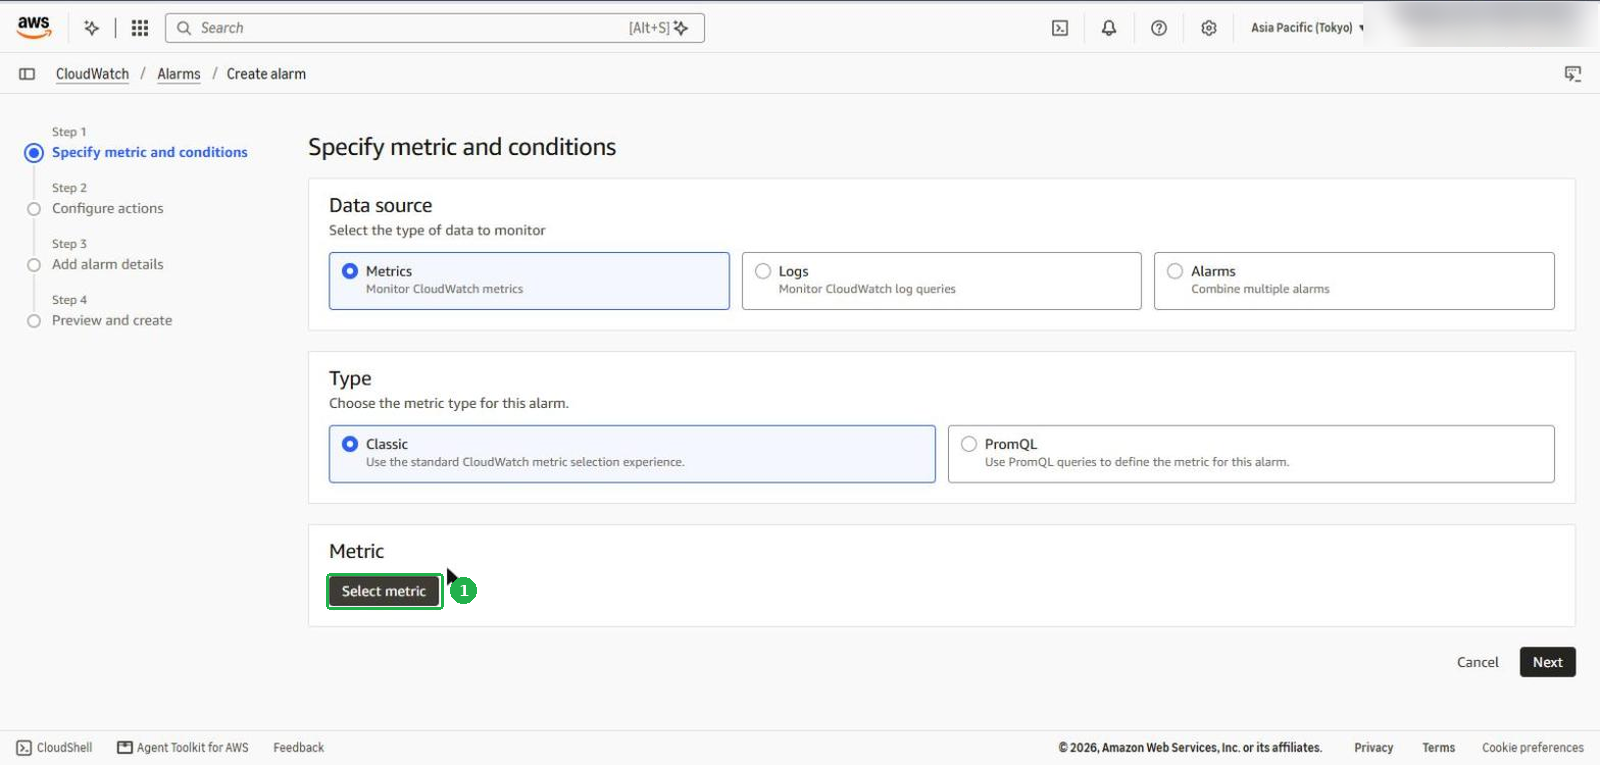 aws
Search [Alt+S]
Asia Pacific (Tokyo)
CloudWatch / Alarms / Create alarm
Step 1
Specify metric and conditions
Step 2
Configure actions
Step 3
Add alarm details
Step 4
Preview and create
Specify metric and conditions
Data source
Select the type of data to monitor
Metrics
Monitor CloudWatch metrics
Logs
Monitor CloudWatch log queries
Alarms
Combine multiple alarms
Type
Choose the metric type for this alarm.
Classic
Use the standard CloudWatch metric selection experience.
PromQL
Use PromQL queries to define the metric for this alarm.
Metric
Select metric 1
Cancel Next
CloudShell Agent Toolkit for AWS Feedback © 2026, Amazon Web Services, Inc. or its affiliates. Privacy Terms Cookie preferences